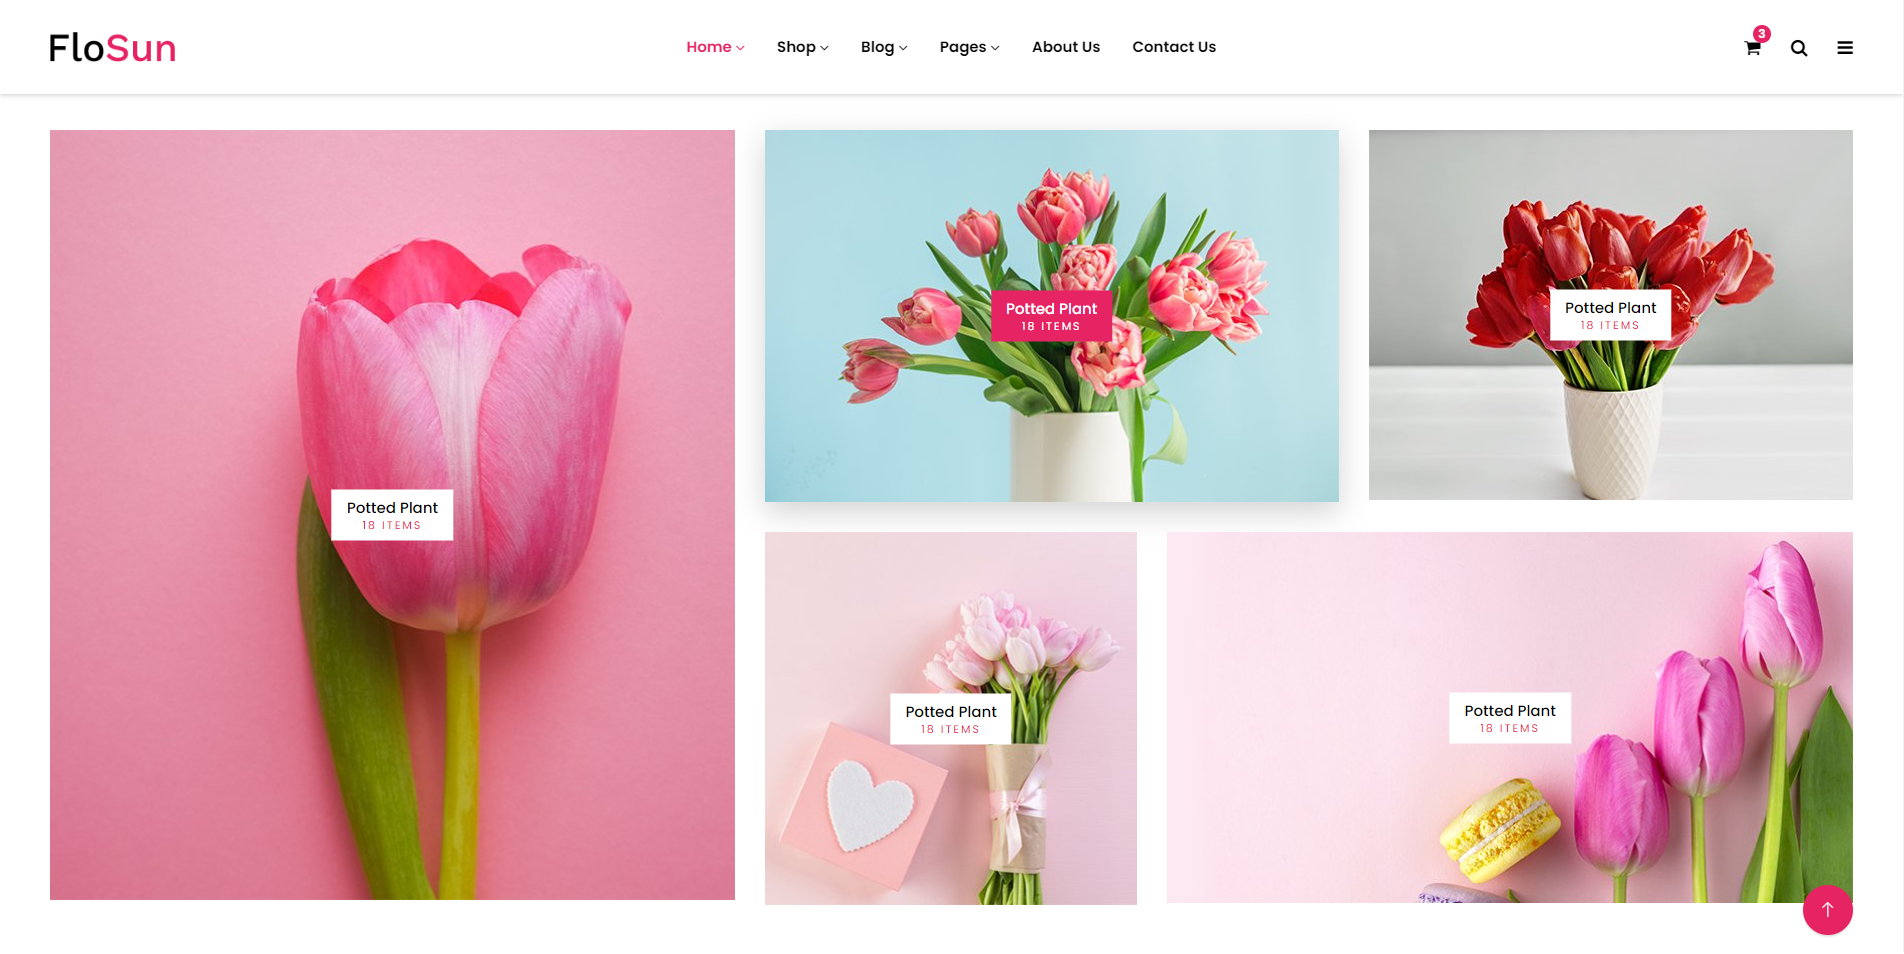 FloSun
Home
Shop
Blog
Pages
About Us
Contact Us
3
Potted Plant
18 ITEMS
Potted Plant
18 ITEMS
Potted Plant
18 ITEMS
Potted Plant
18 ITEMS
Potted Plant
18 ITEMS